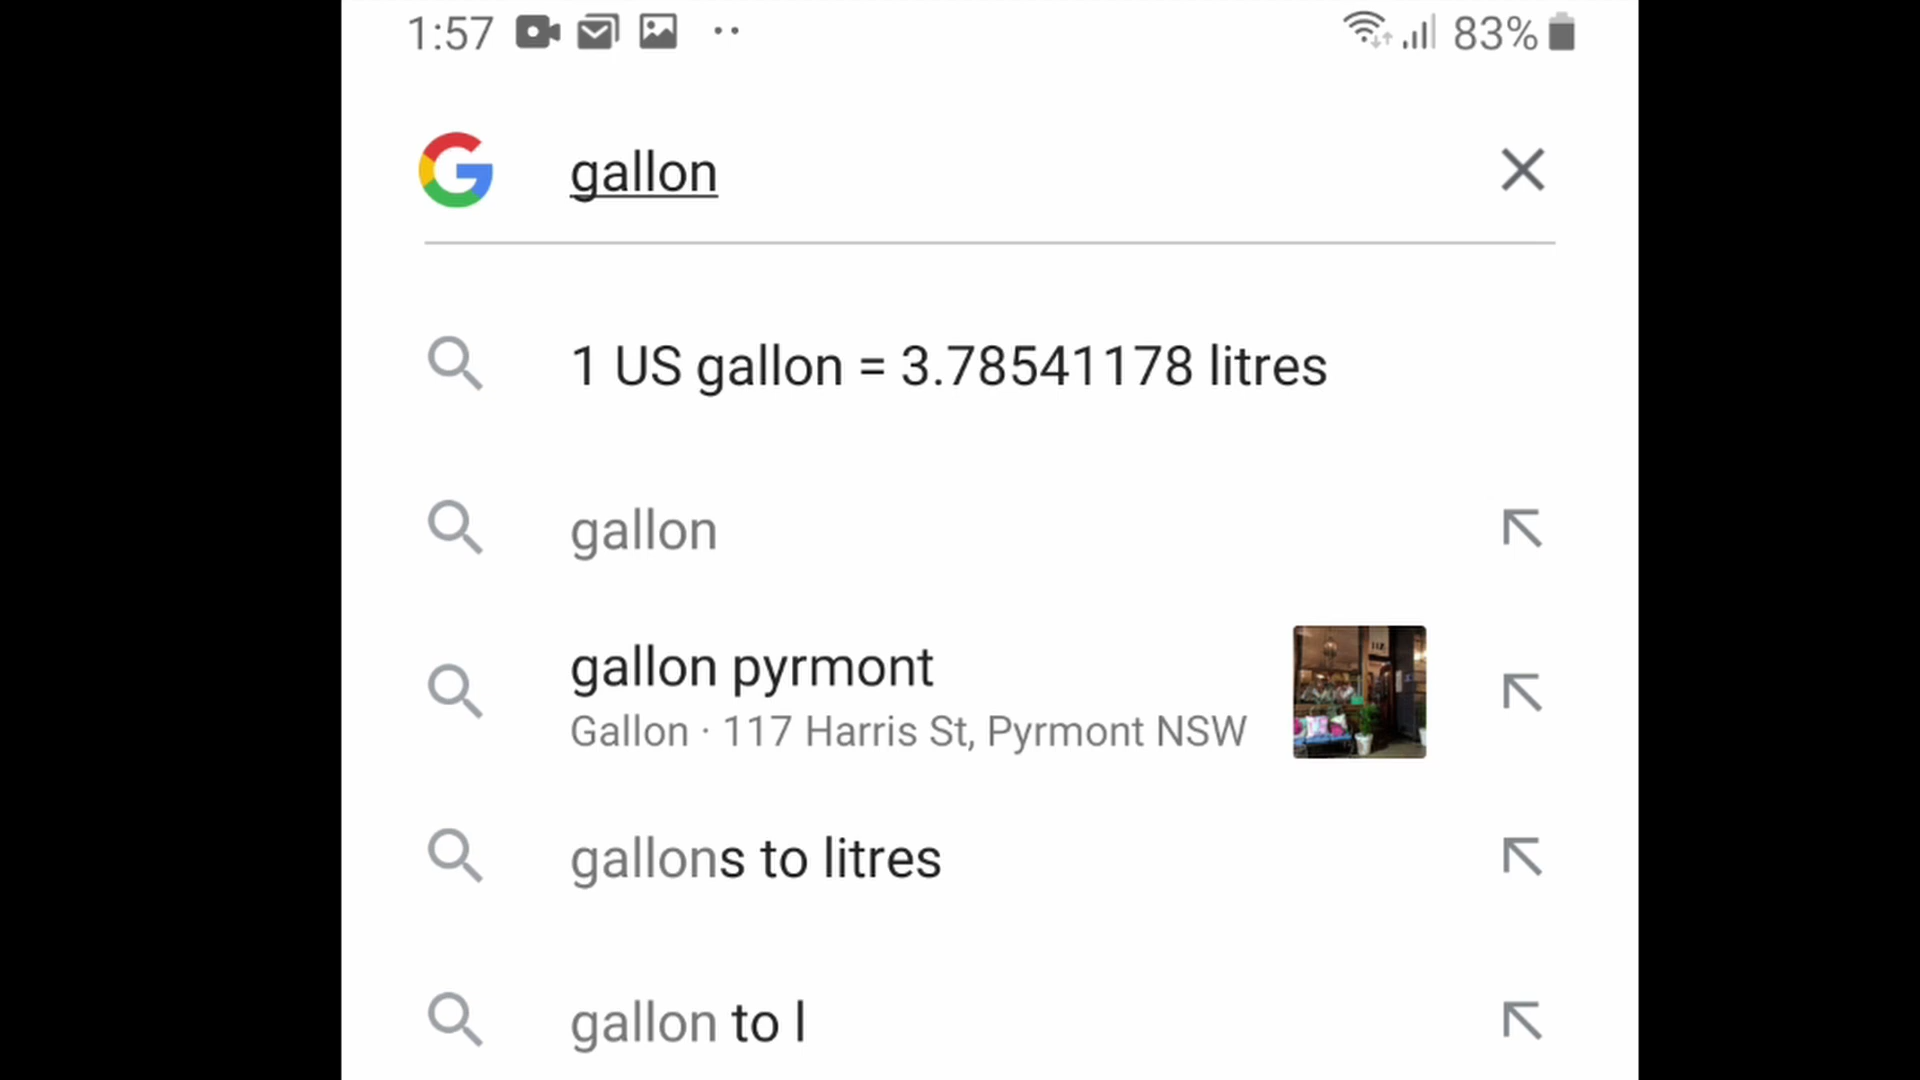 1:57 83%
gallon
1 US gallon = 3.78541178 litres
gallon
gallon pyrmont
Gallon · 117 Harris St, Pyrmont NSW
gallons to litres
gallon to l